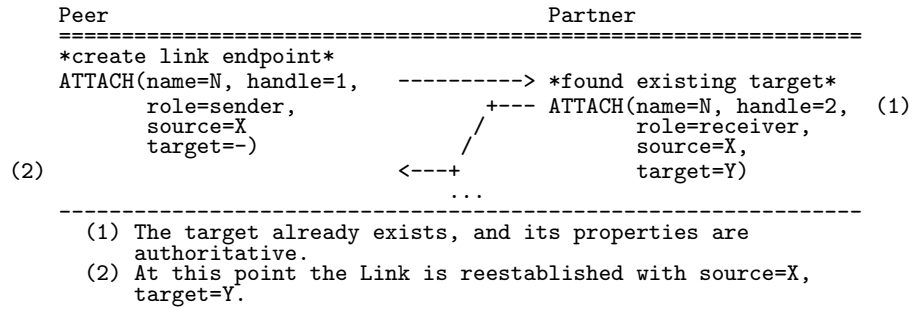 Peer                                   Partner
================================================================
*create link endpoint*
ATTACH(name=N, handle=1,   ----------> *found existing target*
       role=sender,               +--- ATTACH(name=N, handle=2,  (1)
       source=X                  /            role=receiver,
       target=-)                /             source=X,
(2)                        <---+              target=Y)
...
----------------------------------------------------------------
(1) The target already exists, and its properties are
authoritative.
(2) At this point the Link is reestablished with source=X,
target=Y.